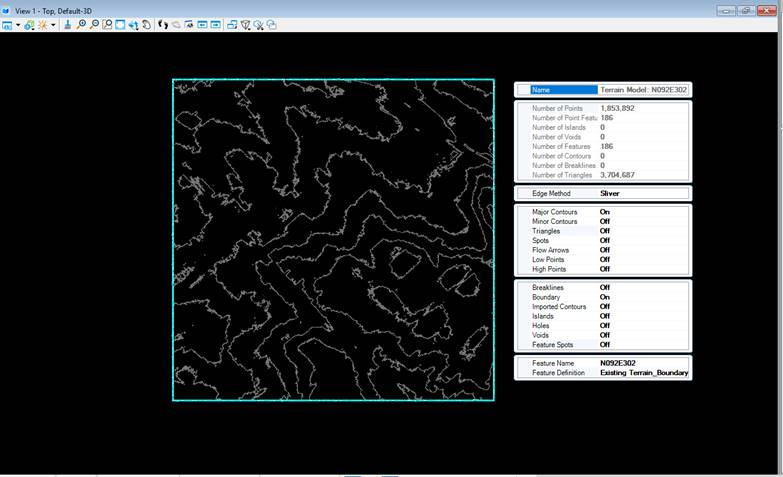 View 1 - Top, Default-3D
Name Terrain Model: N092E302
Number of Points 1,853,892
Number of Point Featu 186
Number of Islands 0
Number of Voids 0
Number of Features 186
Number of Contours 0
Number of Breaklines 0
Number of Triangles 3,704,687
Edge Method Sliver
Major Contours On
Minor Contours Off
Triangles Off
Spots Off
Flow Arrows Off
Low Points Off
High Points Off
Breaklines Off
Boundary On
Imported Contours Off
Islands Off
Holes Off
Voids Off
Feature Spots Off
Feature Name N092E302
Feature Definition Existing Terrain_Boundary